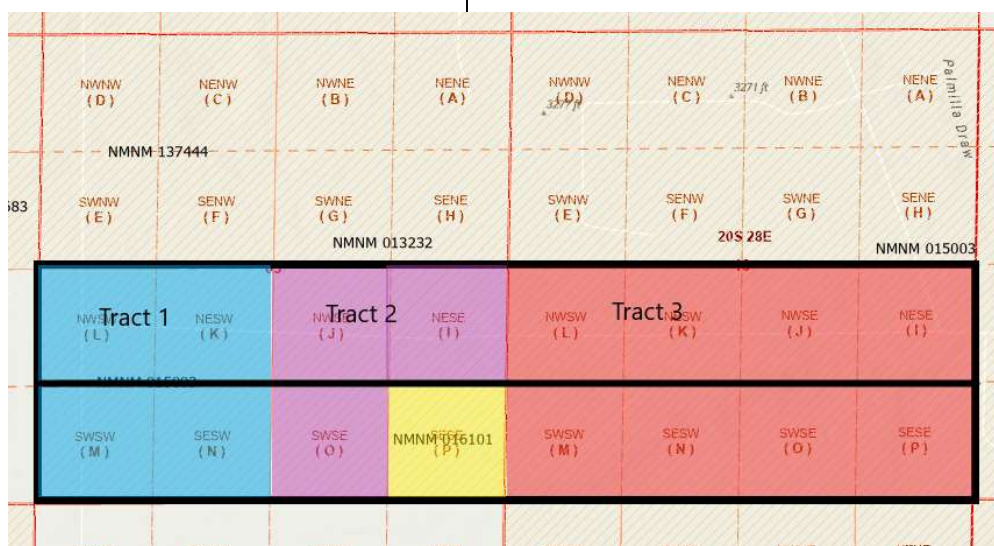 NWNW NENW NWNE NENE NWNW NENW NWNE NENE
(D) (C) (B) (A) (D) (C) (B) (A)
3277 ft 3271 ft
Palmilla Draw
NMNM 137444
SWNW SENW SWNE SENE SWNW SENW SWNE SENE
(E) (F) (G) (H) (E) (F) (G) (H)
583
NMNM 013232
20S 28E
NMNM 015003
Tract 1 Tract 2 Tract 3
NESW NESE NWSW NWSE NESE
(L) (K) (J) (I) (L) (K) (J) (I)
SWSW SESW SWSE SESE SWSW SESW SWSE SESE
(M) (N) (O) (P) (M) (N) (O) (P)
NMNM 016101